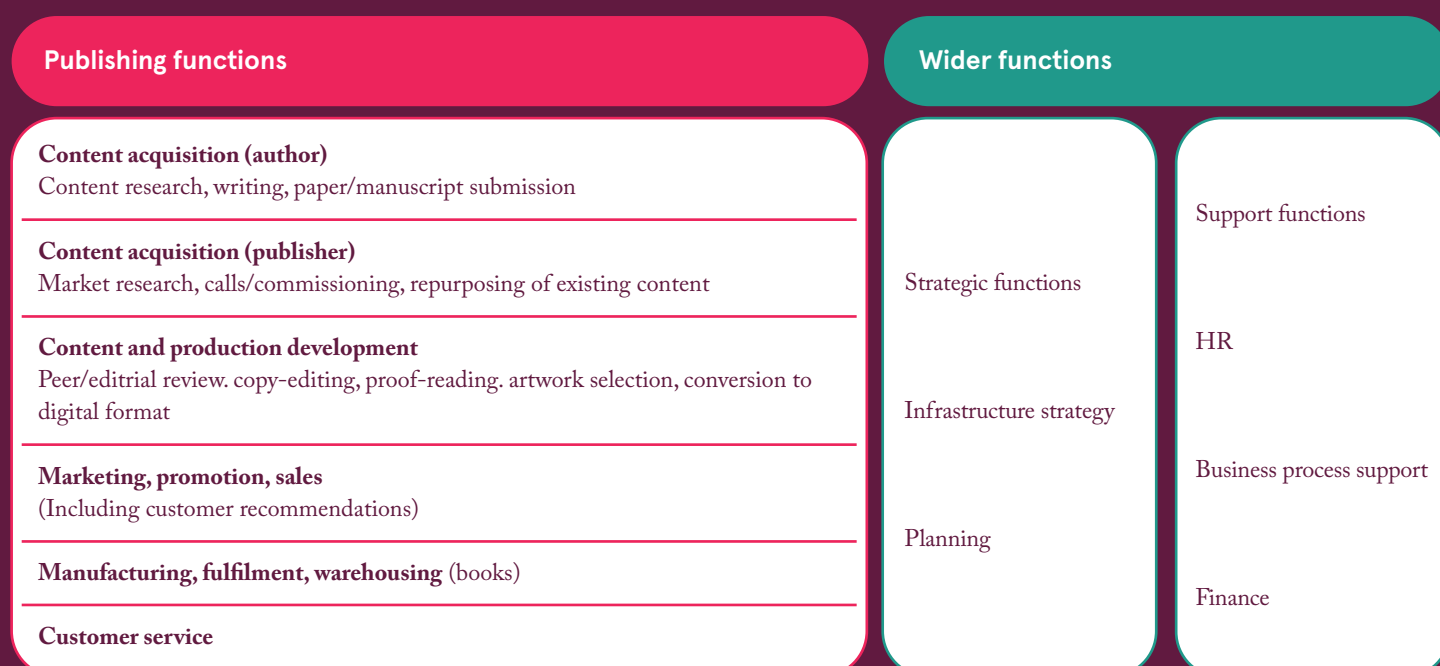 Publishing functions
Wider functions
Content acquisition (author)
Content research, writing, paper/manuscript submission
Content acquisition (publisher)
Market research, calls/commissioning, repurposing of existing content
Content and production development
Peer/editrial review. copy-editing, proof-reading. artwork selection, conversion to
digital format
Marketing, promotion, sales
(Including customer recommendations)
Manufacturing, fulfilment, warehousing (books)
Customer service
Strategic functions
Infrastructure strategy
Planning
Support functions
HR
Business process support
Finance